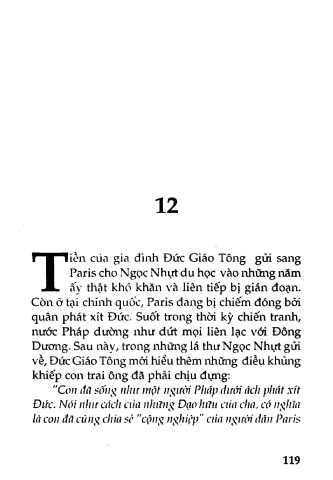 12
Tiền của gia đình Đức Giáo Tông gửi sang
Paris cho Ngọc Nhựt du học vào những năm
ấy thật khó khăn và liên tiếp bị gián đoạn.
Còn ở tại chính quốc, Paris đang bị chiếm đóng bởi
quân phát xít Đức. Suốt trong thời kỳ chiến tranh,
nước Pháp dường như dứt mọi liên lạc với Đông
Dương. Sau này, trong những lá thư Ngọc Nhựt gửi
về, Đức Giáo Tông mới hiểu thêm những điều khủng
khiếp con trai ông đã phải chịu đựng:
"Con đã sống như một người Pháp dưới ách phát xít
Đức. Nói như cách của những Đạo hữu của cha, có nghĩa
là con đã cùng chia sẻ "cộng nghiệp" của người dân Paris
119